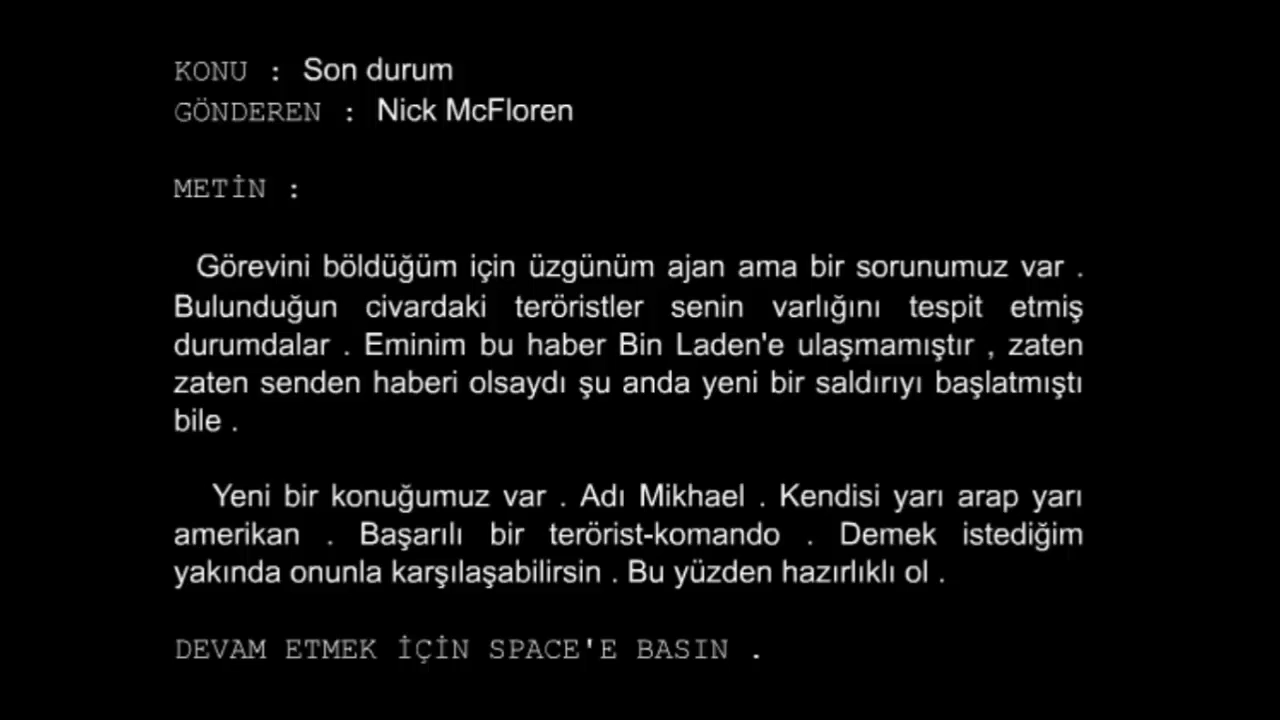 KONU : Son durum
GÖNDEREN : Nick McFloren
METİN :
Görevini böldüğüm için üzgünüm ajan ama bir sorunumuz var .
Bulunduğun civardaki teröristler senin varlığını tespit etmiş
durumdalar . Eminim bu haber Bin Laden'e ulaşmamıştır , zaten
zaten senden haberi olsaydı şu anda yeni bir saldırıyı başlatmıştı
bile .
Yeni bir konuğumuz var . Adı Mikhael . Kendisi yarı arap yarı
amerikan . Başarılı bir terörist-komando . Demek istediğim
yakında onunla karşılaşabilirsin . Bu yüzden hazırlıklı ol .
DEVAM ETMEK İÇİN SPACE'E BASIN .